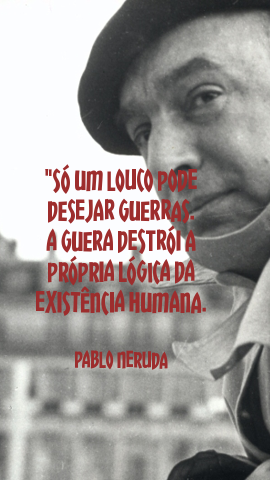 "SÓ UM LOUCO PODE
DESEJAR GUERRAS.
A GUERA DESTRÓI A
PRÓPRIA LÓGICA DA
EXISTÊNCIA HUMANA.
PABLO NERUDA